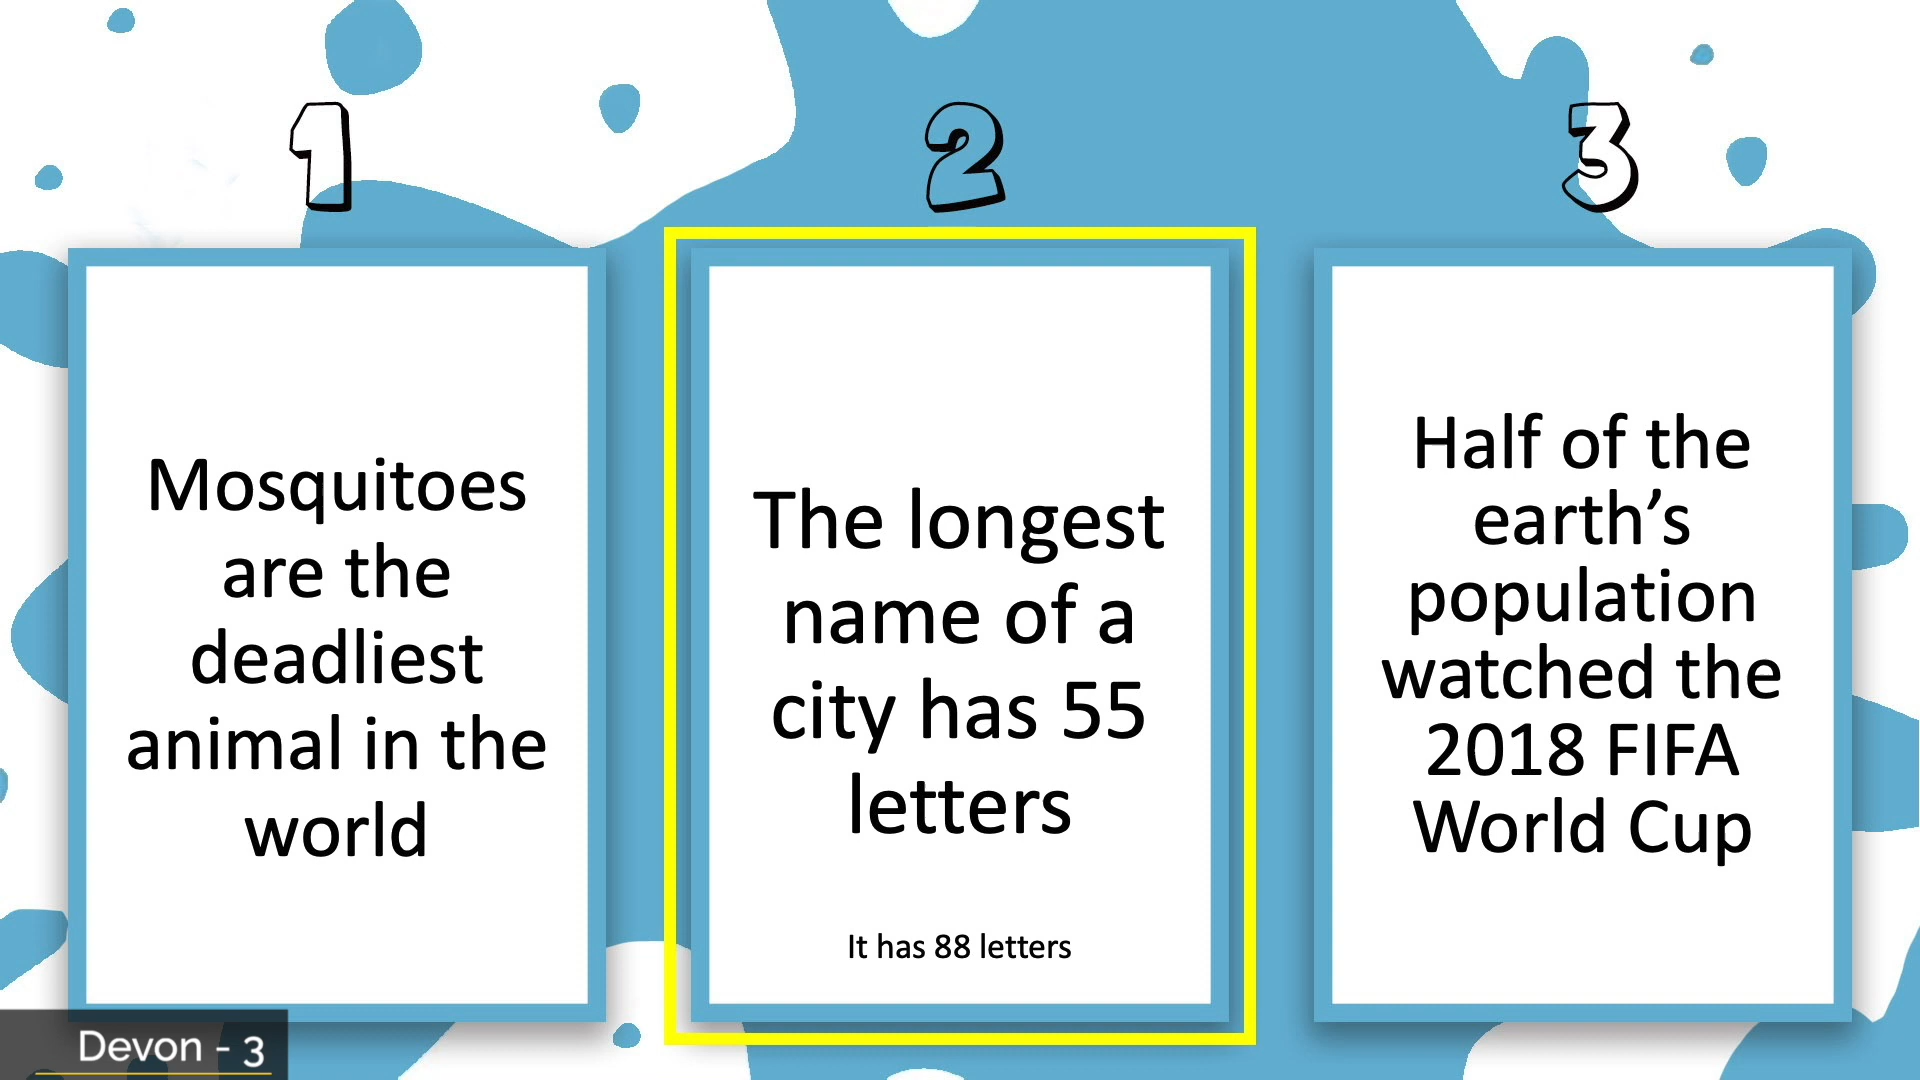 1
Mosquitoes
are the
deadliest
animal in the
world
2
The longest
name of a
city has 55
letters
It has 88 letters
3
Half of the
earth’s
population
watched the
2018 FIFA
World Cup
Devon - 3